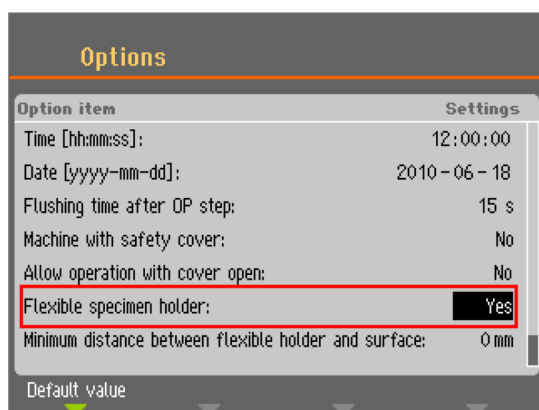 Options
Option item Settings
Time [hh:mm:ss]: 12:00:00
Date [yyyy-mm-dd]: 2010-06-18
Flushing time after OP step: 15 s
Machine with safety cover: No
Allow operation with cover open: No
Flexible specimen holder: Yes
Minimum distance between flexible holder and surface: 0 mm
Default value